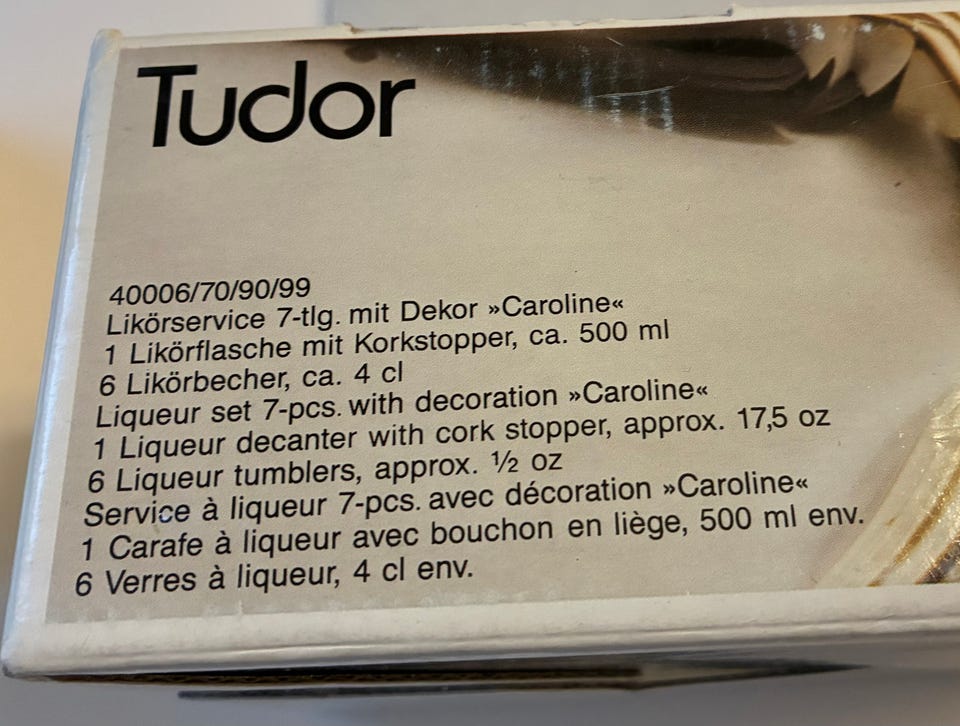 Tudor
40006/70/90/99
Likörservice 7-tlg. mit Dekor »Caroline«
1 Likörflasche mit Korkstopper, ca. 500 ml
6 Likörbecher, ca. 4 cl
Liqueur set 7-pcs. with decoration »Caroline«
1 Liqueur decanter with cork stopper, approx. 17,5 oz
6 Liqueur tumblers, approx. ½ oz
Service à liqueur 7-pcs. avec décoration »Caroline«
1 Carafe à liqueur avec bouchon en liège, 500 ml env.
6 Verres à liqueur, 4 cl env.